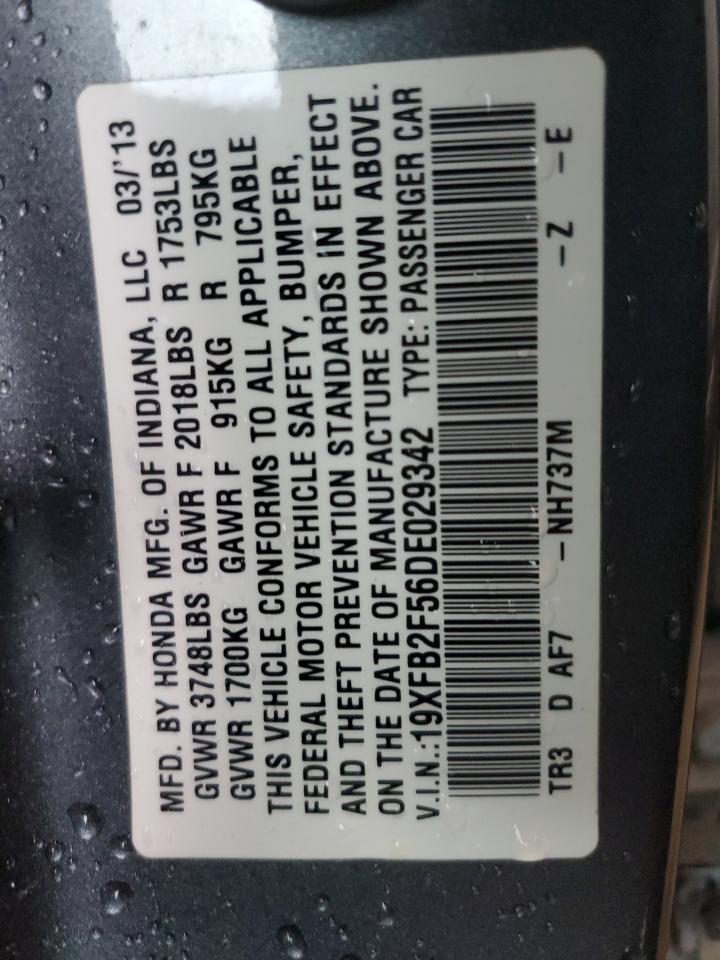 MFD. BY HONDA MFG. OF INDIANA, LLC 03/'13
GVWR 3748LBS GAWR F 2018LBS R 1753LBS
GVWR 1700KG GAWR F 915KG R 795KG
THIS VEHICLE CONFORMS TO ALL APPLICABLE
FEDERAL MOTOR VEHICLE SAFETY, BUMPER,
AND THEFT PREVENTION STANDARDS IN EFFECT
ON THE DATE OF MANUFACTURE SHOWN ABOVE.
V.I.N.:19XFB2F56DE029342 TYPE: PASSENGER CAR
TR3 D AF7 -NH737M -Z -E